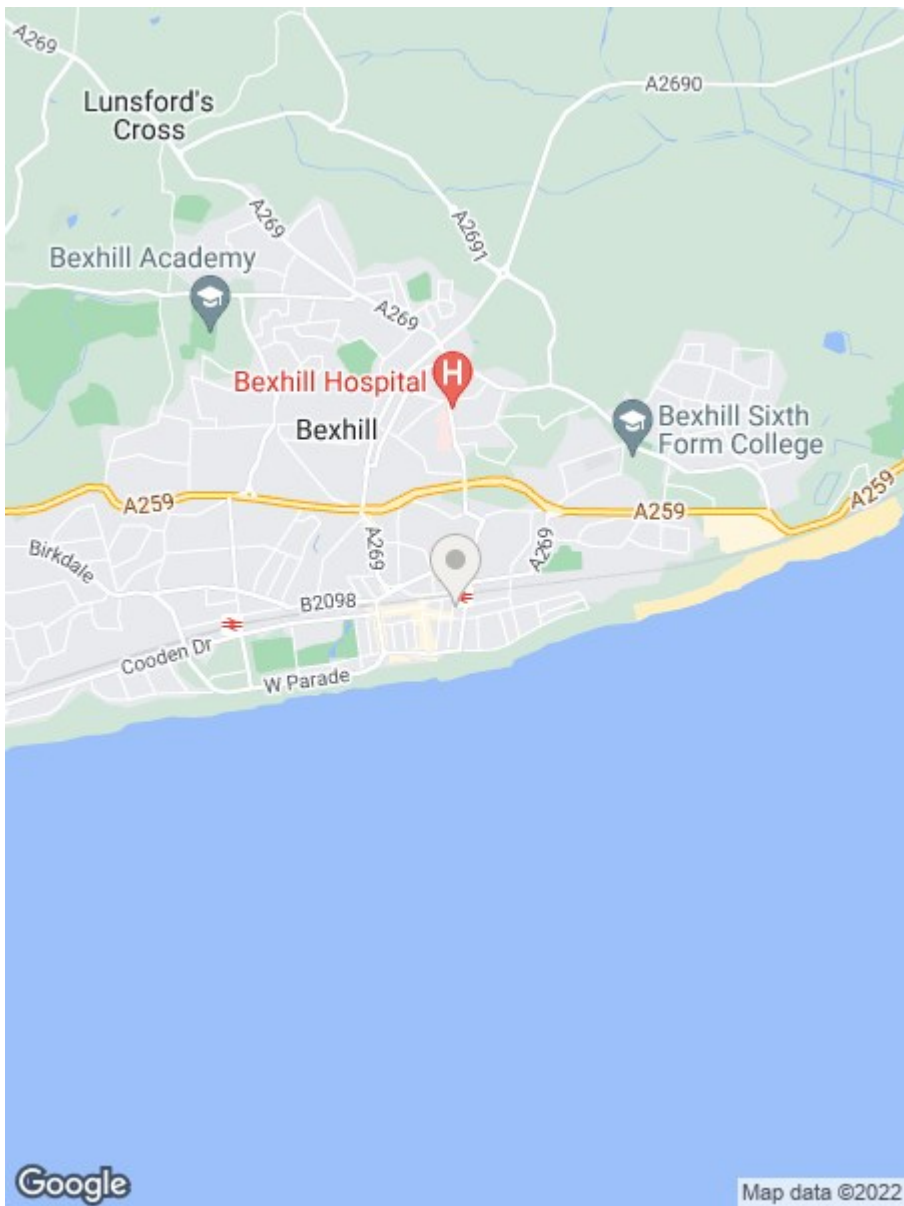 A269
A2690
Lunsford's
Cross
A269
A2691
Bexhill Academy
A269
H
Bexhill Hospital
Bexhill
Bexhill Sixth
Form College
A259
A259
A259
Birkdale
A269
A269
B2098
Cooden Dr
W Parade
Google
Map data ©2022